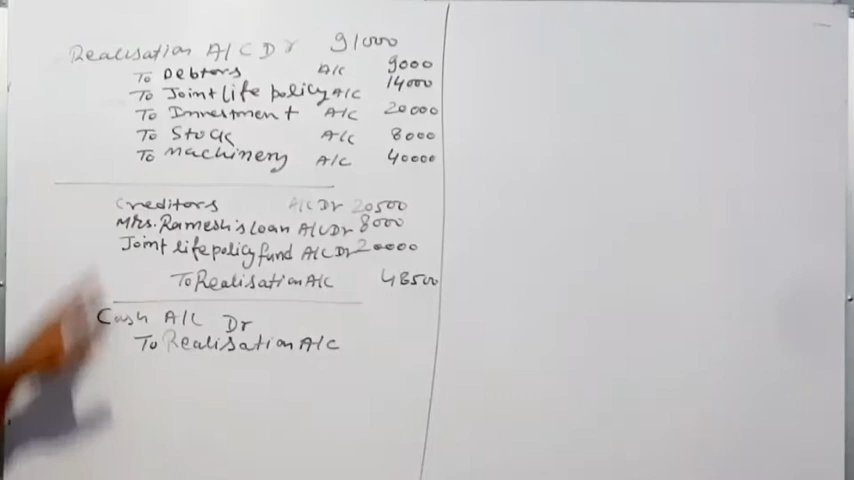 Realisation A/C Dr 91000
To Debtors A/c 9000
To Joint life policy A/c 14000
To Investment A/c 20000
To Stock A/c 8000
To Machinery A/c 40000
Creditors A/C Dr 20500
Mrs. Ramesh's loan A/C Dr 8000
Joint life policy fund A/C Dr 20000
To Realisation A/C 48500
Cash A/C Dr
To Realisation A/C